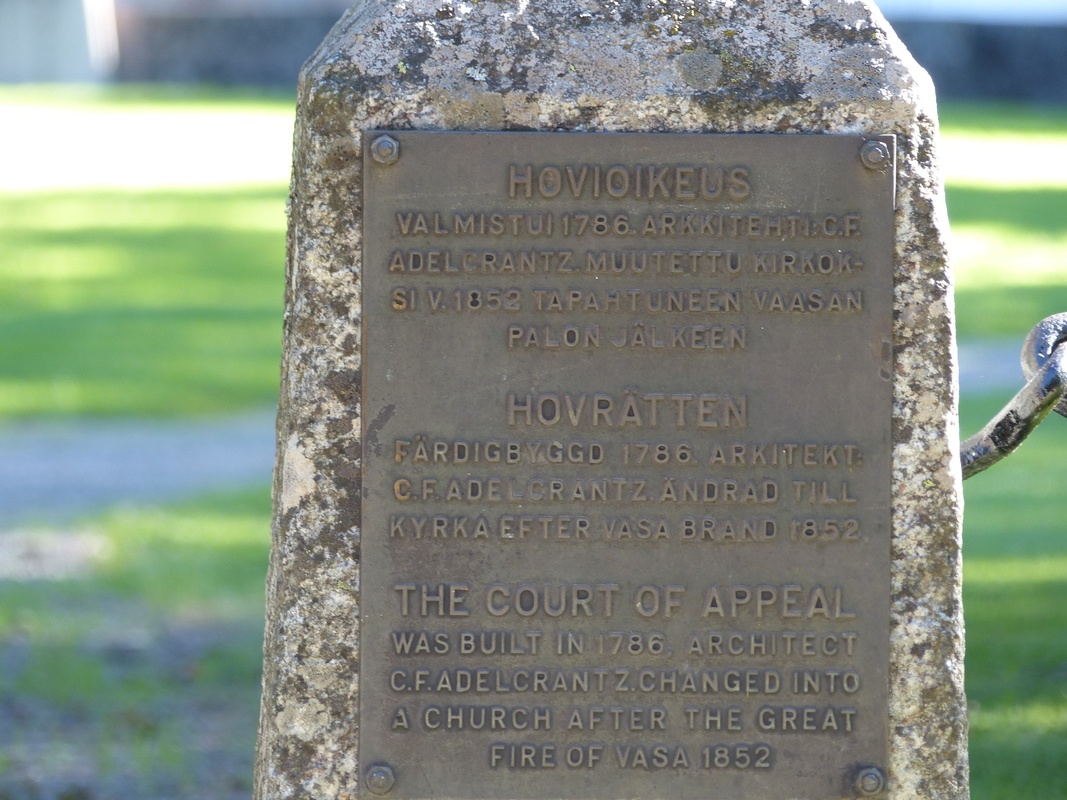 HOVIOIKEUS
VALMISTUI 1786. ARKKITEHTI: C.F.
ADELCRANTZ. MUUTETTU KIRKOK-
SI V. 1852 TAPAHTUNEEN VAASAN
PALON JÄLKEEN
HOVRÄTTEN
FÄRDIGBYGGD 1786. ARKITEKT:
C.F. ADELCRANTZ. ÄNDRAD TILL
KYRKA EFTER VASA BRAND 1852.
THE COURT OF APPEAL
WAS BUILT IN 1786, ARCHITECT
C.F. ADELCRANTZ. CHANGED INTO
A CHURCH AFTER THE GREAT
FIRE OF VASA 1852